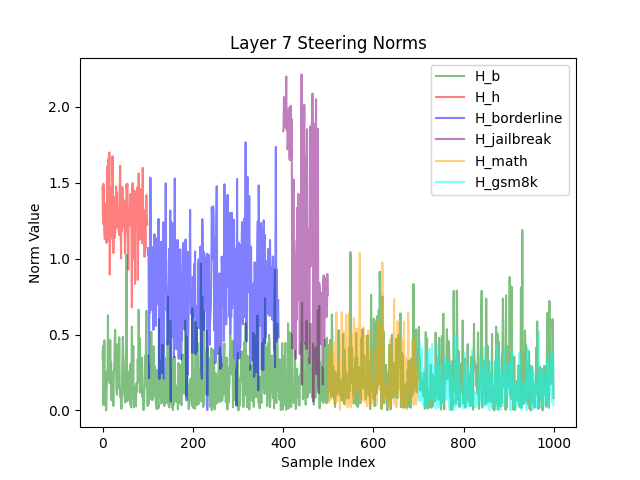 Layer 7 Steering Norms
H_b
H_h
H_borderline
H_jailbreak
H_math
H_gsm8k
Norm Value
2.0
1.5
1.0
0.5
0.0
0
200
400
600
800
1000
Sample Index